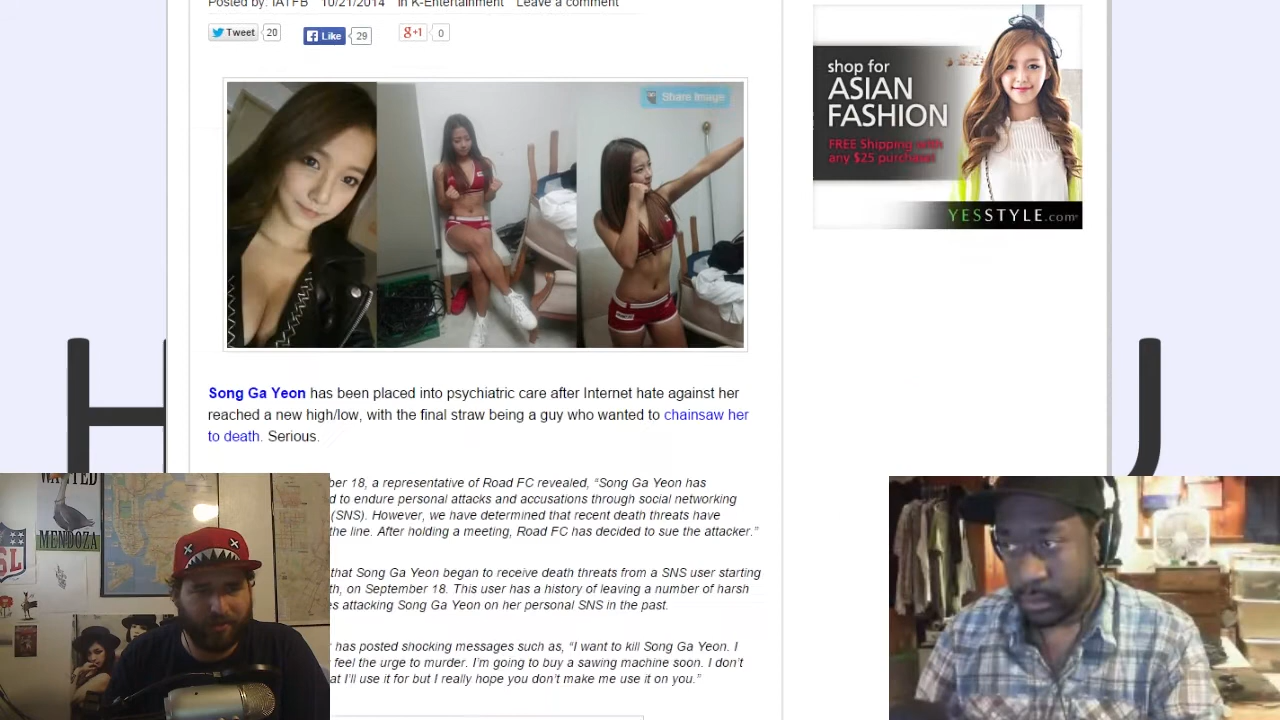 Posted by: IATFB 10/21/2014 in K-Entertainment Leave a comment
Tweet 20 Like 29 g+1 0
Share Image
shop for
ASIAN
FASHION
FREE Shipping with
any $25 purchase!
YESSTYLE.com
Song Ga Yeon has been placed into psychiatric care after Internet hate against her
reached a new high/low, with the final straw being a guy who wanted to chainsaw her
to death. Serious.
H
U
18, a representative of Road FC revealed, “Song Ga Yeon has
to endure personal attacks and accusations through social networking
(SNS). However, we have determined that recent death threats have
the line. After holding a meeting, Road FC has decided to sue the attacker.”
that Song Ga Yeon began to receive death threats from a SNS user starting
on September 18. This user has a history of leaving a number of harsh
attacking Song Ga Yeon on her personal SNS in the past.
has posted shocking messages such as, “I want to kill Song Ga Yeon. I
feel the urge to murder. I’m going to buy a sawing machine soon. I don’t
I’ll use it for but I really hope you don’t make me use it on you.”
WANTED
MENDOZA
SL